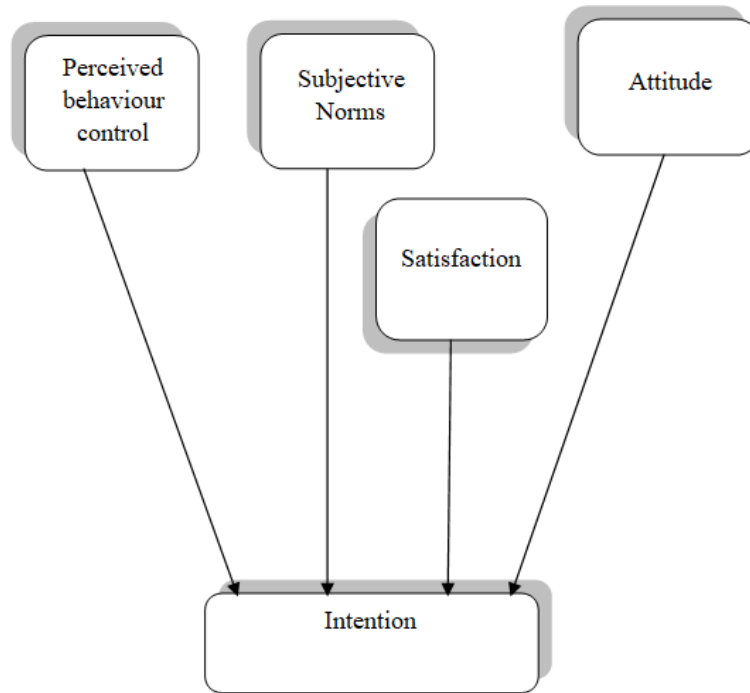 Perceived
behaviour
control
Subjective
Norms
Attitude
Satisfaction
Intention